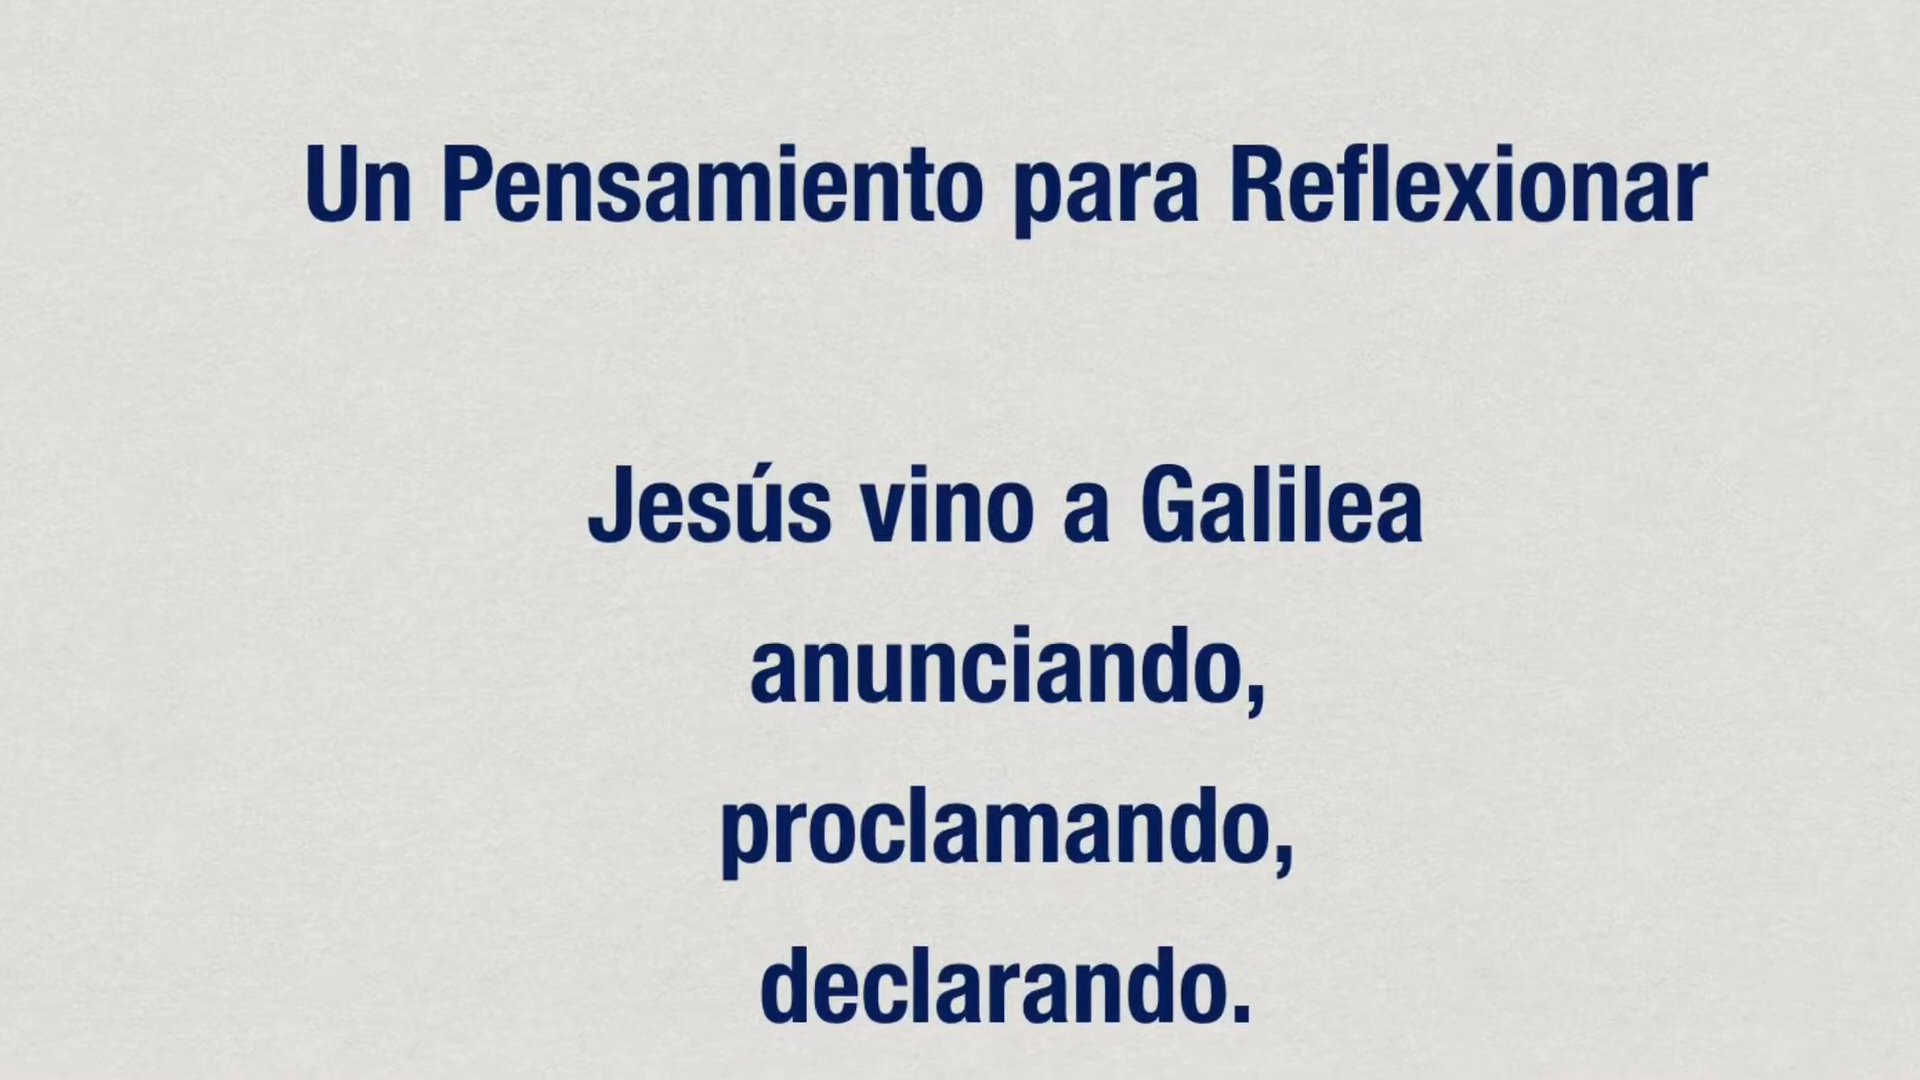 Un Pensamiento para Reflexionar
Jesús vino a Galilea
anunciando,
proclamando,
declarando.